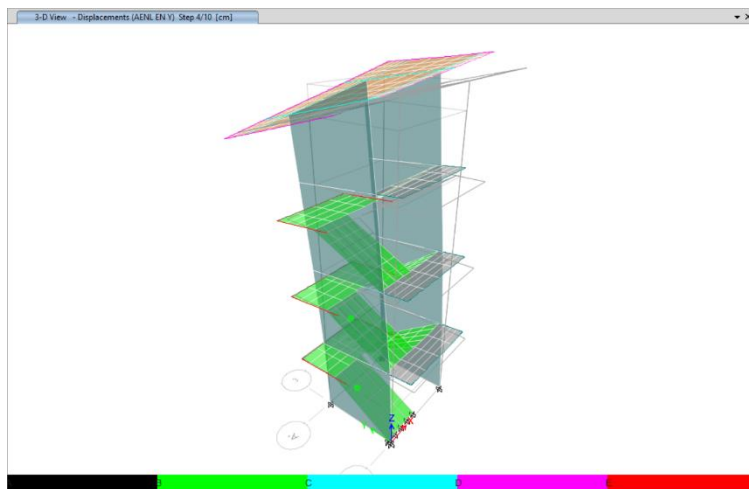 3-D View - Displacements (AENL EN Y) Step 4/10 [cm]
Z
X
B
C
D
E